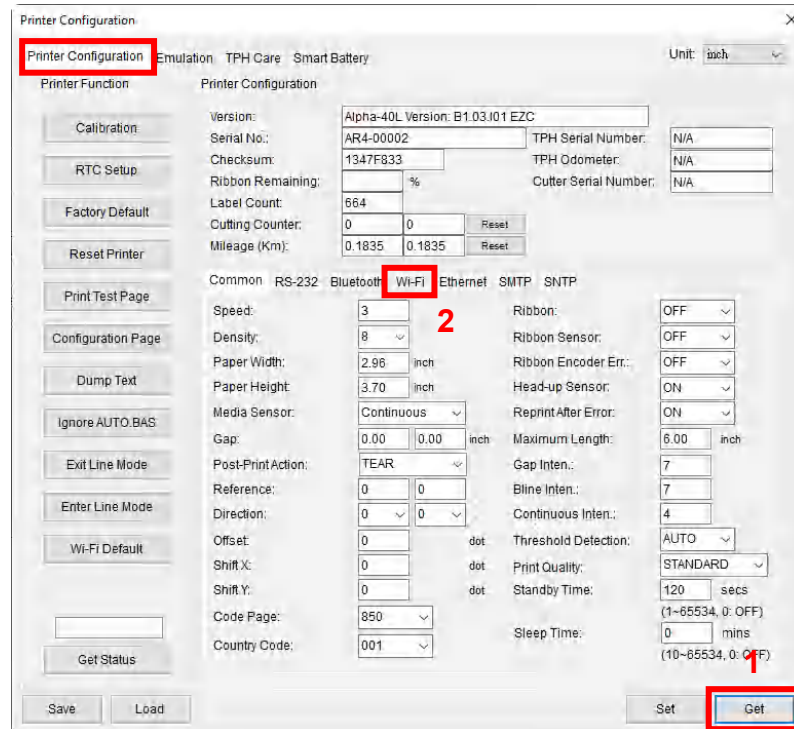 Printer Configuration
Printer Configuration Emulation TPH Care Smart Battery Unit: inch
Printer Function Printer Configuration
Calibration
RTC Setup
Factory Default
Reset Printer
Print Test Page
Configuration Page
Dump Text
Ignore AUTO.BAS
Exit Line Mode
Enter Line Mode
Wi-Fi Default
Get Status
Version: Alpha-40L Version: B1.03.I01 EZC
Serial No.: AR4-00002 TPH Serial Number: N/A
Checksum: 1347F833 TPH Odometer: N/A
Ribbon Remaining: % Cutter Serial Number: N/A
Label Count: 664
Cutting Counter: 0 0 Reset
Mileage (Km): 0.1835 0.1835 Reset
Common RS-232 Bluetooth Wi-Fi Ethernet SMTP SNTP
2
Speed: 3 Ribbon: OFF
Density: 8 Ribbon Sensor: OFF
Paper Width: 2.96 inch Ribbon Encoder Err.: OFF
Paper Height: 3.70 inch Head-up Sensor: ON
Media Sensor: Continuous Reprint After Error: ON
Gap: 0.00 0.00 inch Maximum Length: 6.00 inch
Post-Print Action: TEAR Gap Inten.: 7
Reference: 0 0 Bline Inten.: 7
Direction: 0 0 Continuous Inten.: 4
Offset: 0 dot Threshold Detection: AUTO
Shift X: 0 dot Print Quality: STANDARD
Shift Y: 0 dot Standby Time: 120 secs
(1~65534, 0: OFF)
Code Page: 850
Sleep Time: 0 mins
Country Code: 001
(10~65534, 0: OFF)
1
Save Load Set Get